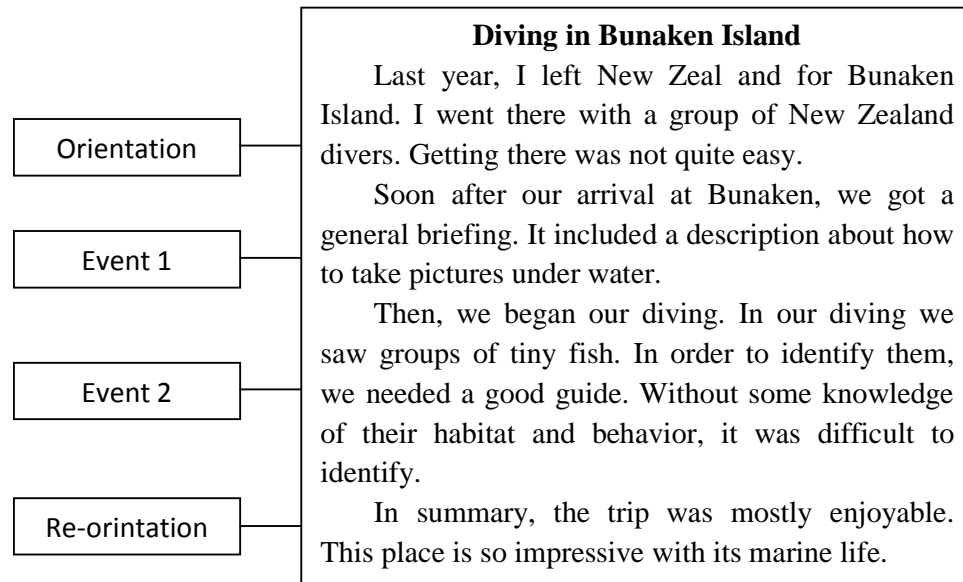 Diving in Bunaken Island
Last year, I left New Zeal and for Bunaken
Island. I went there with a group of New Zealand
divers. Getting there was not quite easy.
Soon after our arrival at Bunaken, we got a
general briefing. It included a description about how
to take pictures under water.
Then, we began our diving. In our diving we
saw groups of tiny fish. In order to identify them,
we needed a good guide. Without some knowledge
of their habitat and behavior, it was difficult to
identify.
In summary, the trip was mostly enjoyable.
This place is so impressive with its marine life.
Orientation
Event 1
Event 2
Re-orintation